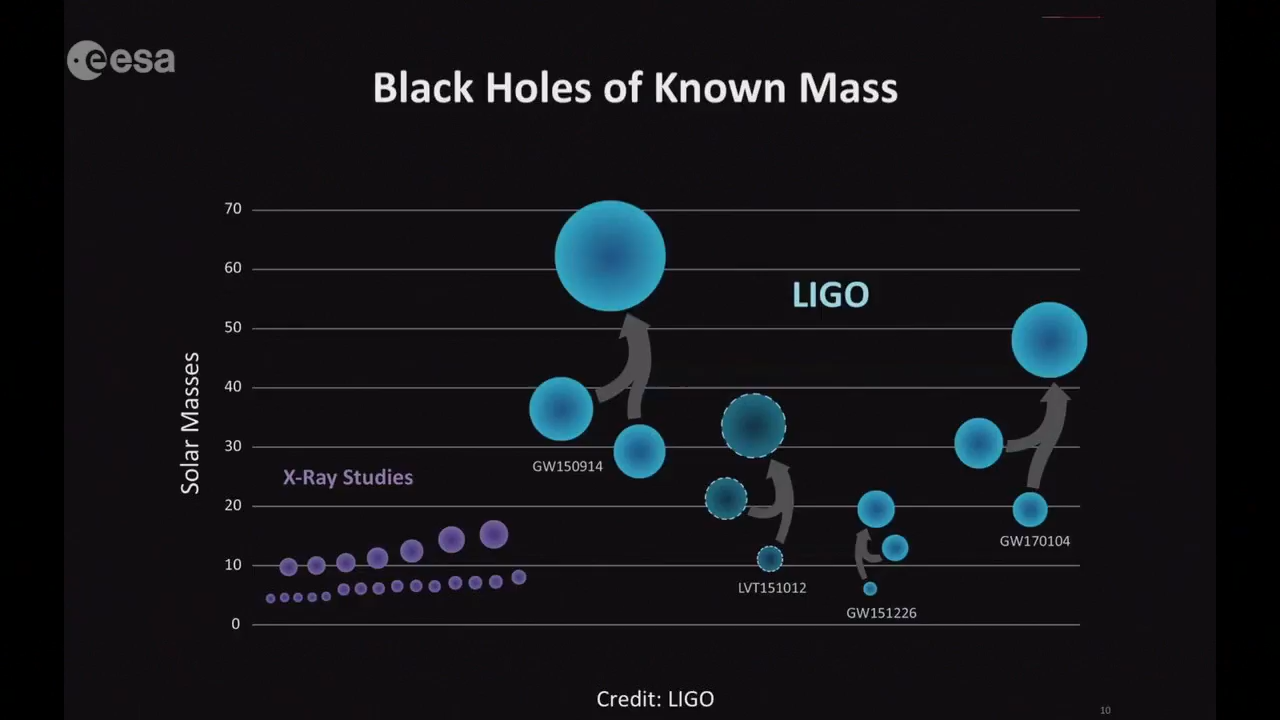 esa
Black Holes of Known Mass
70
60
LIGO
50
Solar Masses
40
30
GW150914
X-Ray Studies
20
GW170104
10
LVT151012
GW151226
0
Credit: LIGO
10